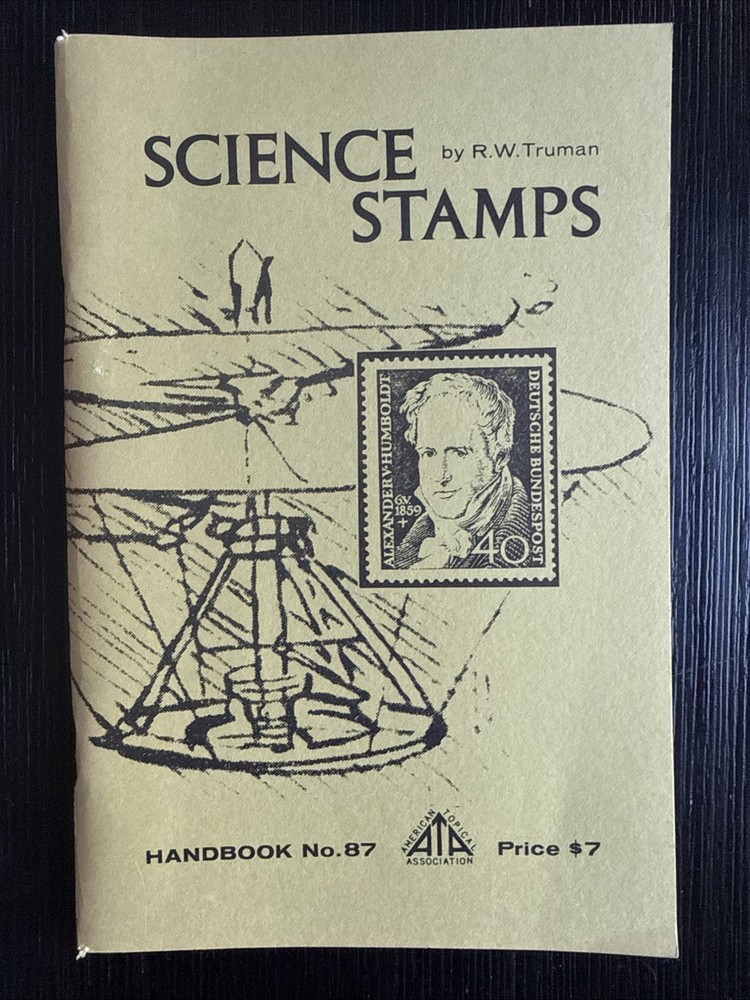 SCIENCE by R.W.Truman
STAMPS
ALEXANDER V·HUMBOLDT
6.V.
1859
+
40
DEUTSCHE BUNDESPOST
HANDBOOK No.87
AMERICAN TOPICAL
ATA
ASSOCIATION
Price $7